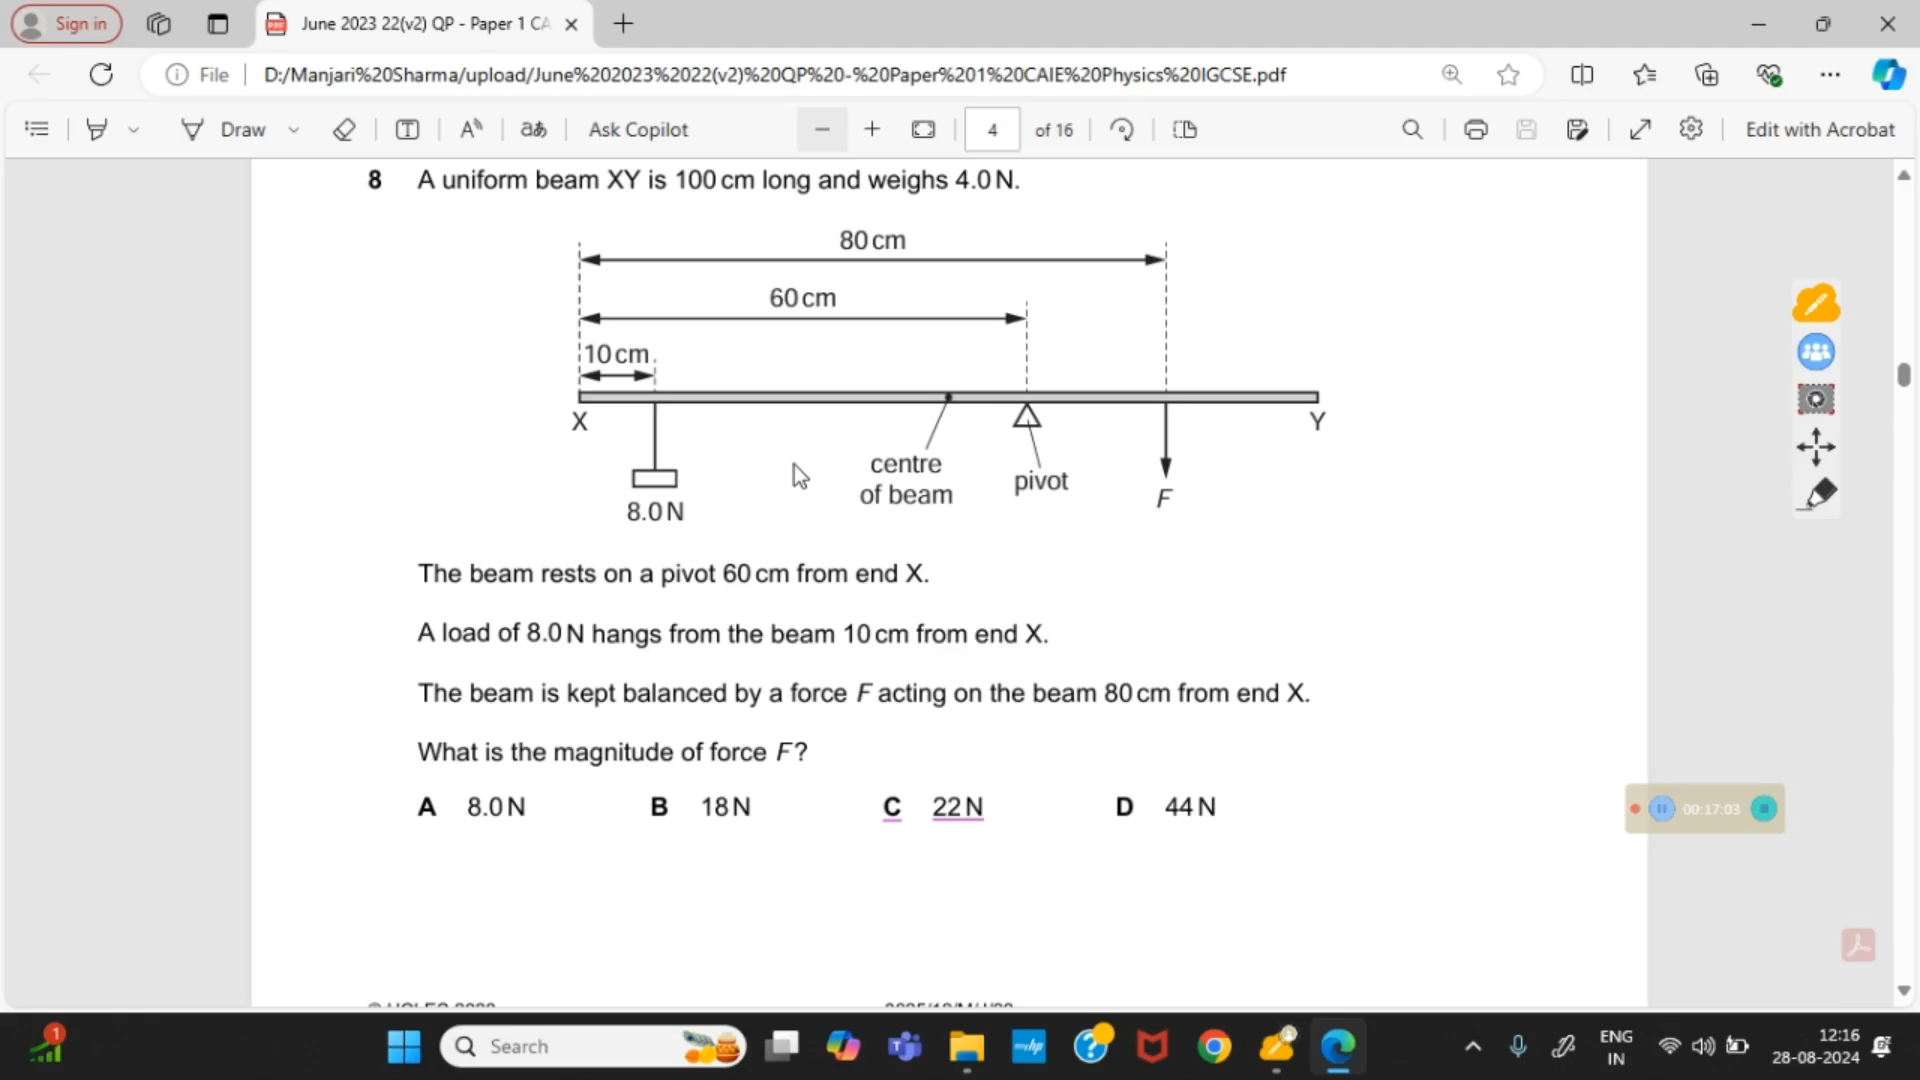 Sign in
June 2023 22(v2) QP - Paper 1 CA
File
D:/Manjari%20Sharma/upload/June%202023%2022(v2)%20QP%20-%20Paper%201%20CAIE%20Physics%20IGCSE.pdf
Draw
Ask Copilot
4 of 16
Edit with Acrobat
8 A uniform beam XY is 100 cm long and weighs 4.0 N.
80 cm
60 cm
10 cm
X
Y
centre
of beam
pivot
F
8.0 N
The beam rests on a pivot 60 cm from end X.
A load of 8.0 N hangs from the beam 10 cm from end X.
The beam is kept balanced by a force F acting on the beam 80 cm from end X.
What is the magnitude of force F?
A 8.0 N B 18 N C 22 N D 44 N
00:17:03
1
Search
ENG
IN
12:16
28-08-2024